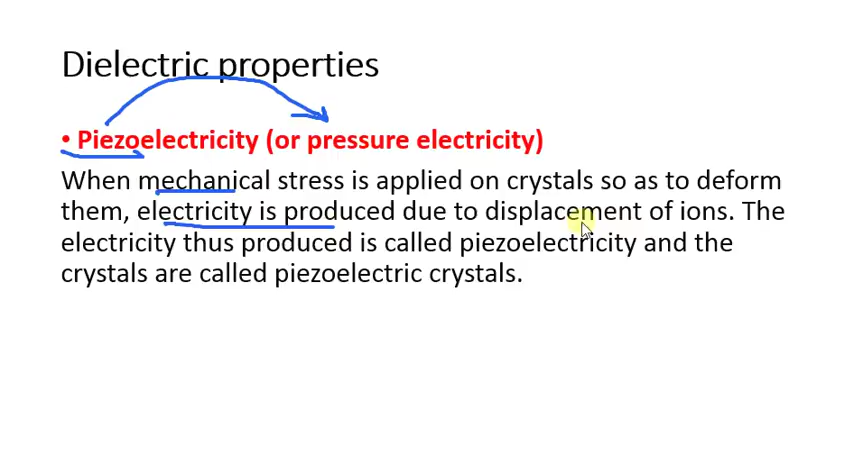 Dielectric properties
• Piezoelectricity (or pressure electricity)
When mechanical stress is applied on crystals so as to deform
them, electricity is produced due to displacement of ions. The
electricity thus produced is called piezoelectricity and the
crystals are called piezoelectric crystals.